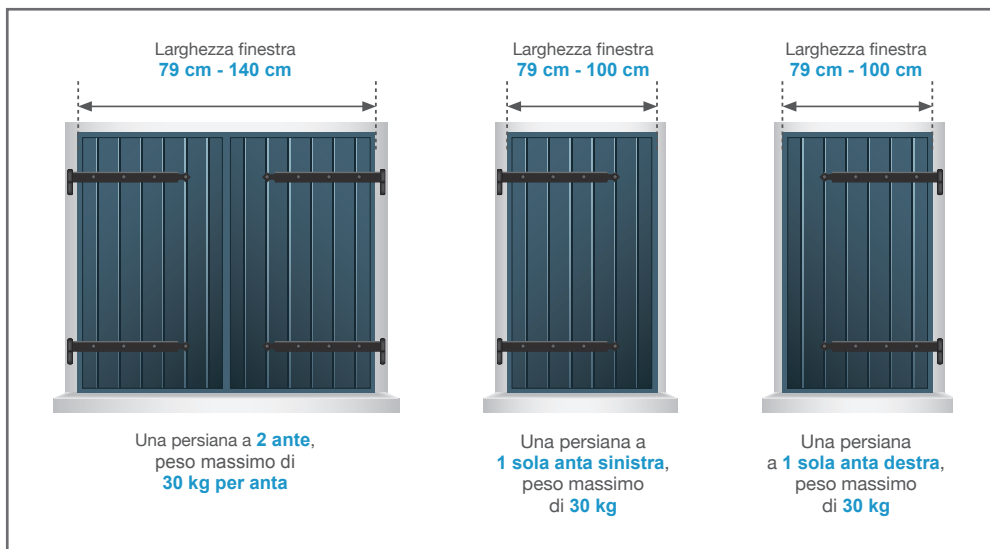 Larghezza finestra
79 cm - 140 cm
Larghezza finestra
79 cm - 100 cm
Larghezza finestra
79 cm - 100 cm
Una persiana a 2 ante,
peso massimo di
30 kg per anta
Una persiana a
1 sola anta sinistra,
peso massimo
di 30 kg
Una persiana
a 1 sola anta destra,
peso massimo
di 30 kg